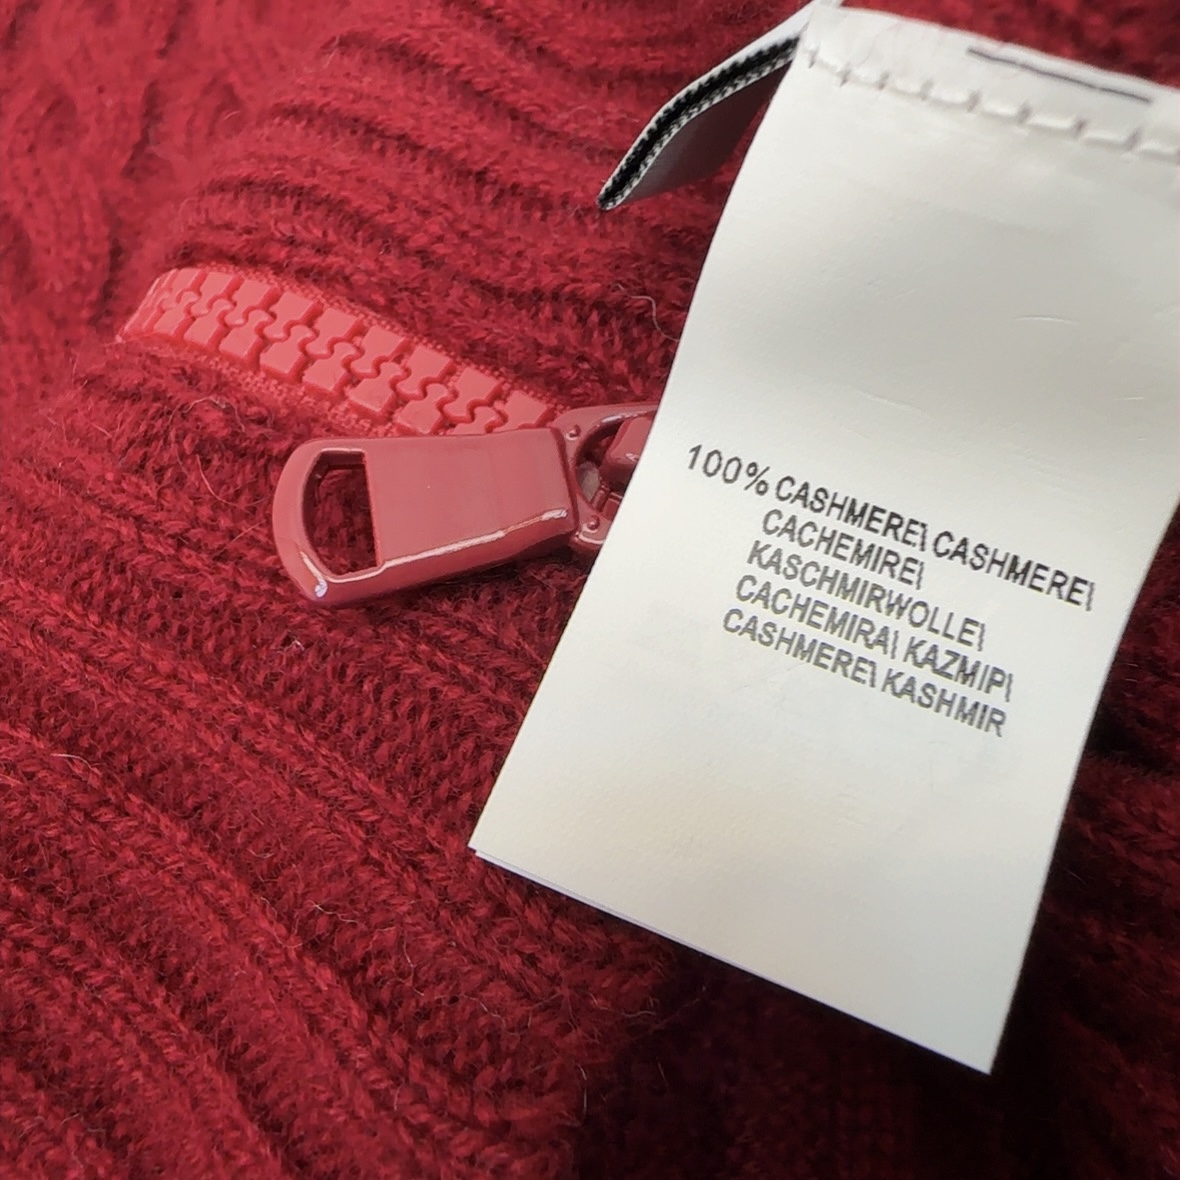 100% CASHMERE\ CASHMERE\
CACHEMIRE\
KASCHMIRWOLLE\
CACHEMIRA\ KAZMIP\
CASHMERE\ KASHMIR